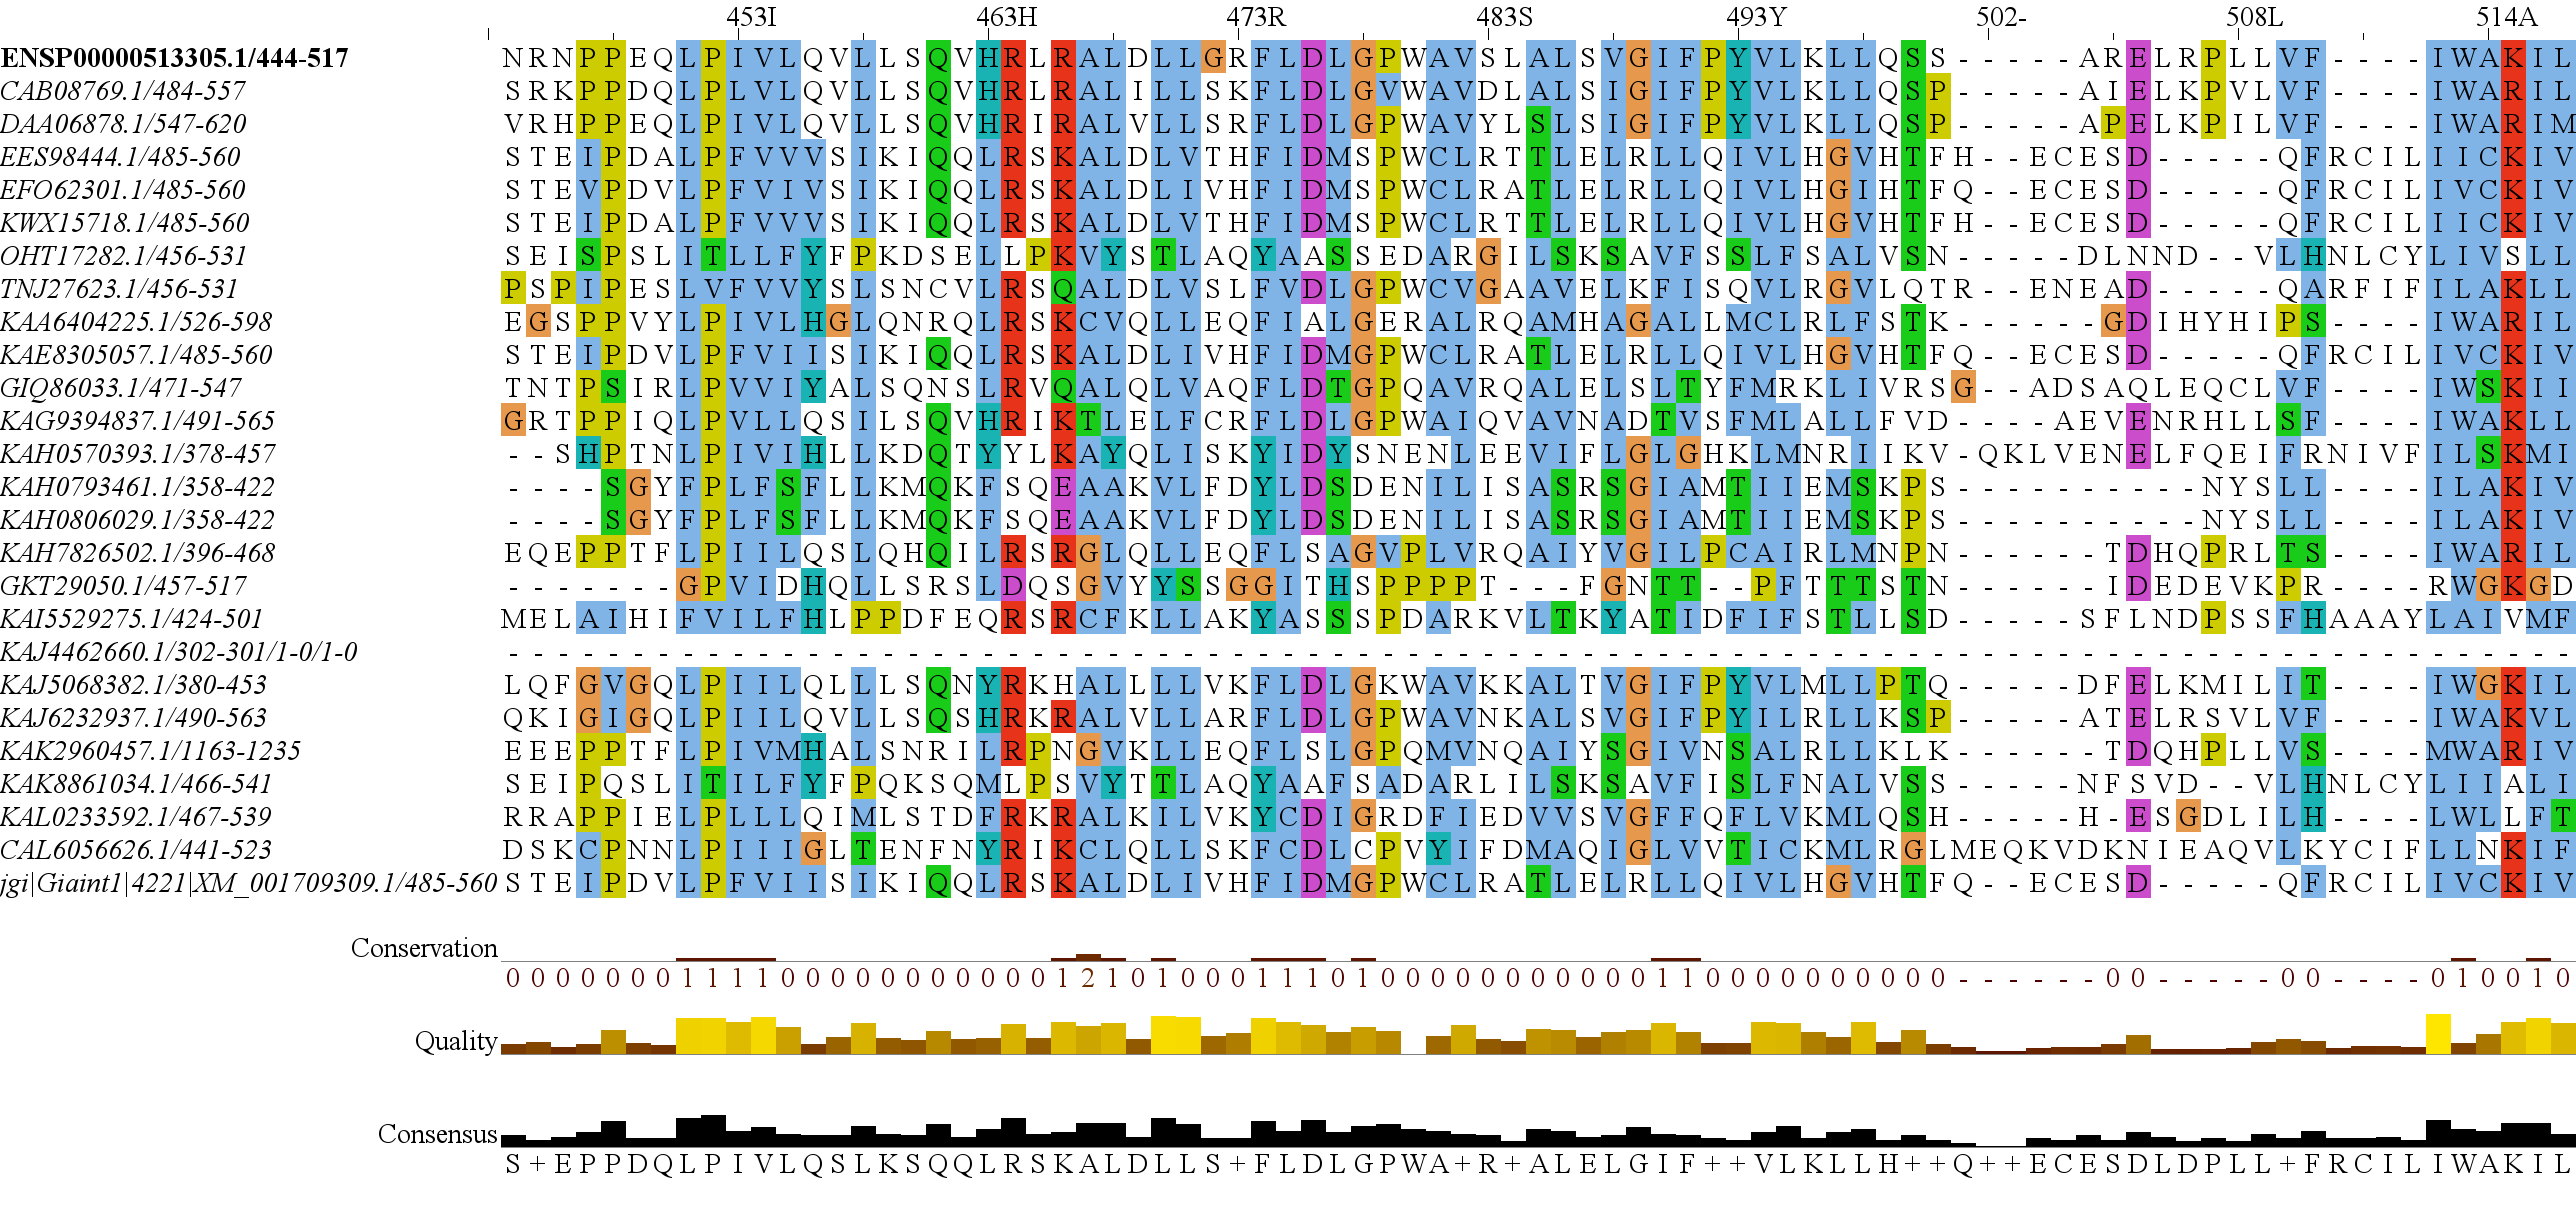 453I 463H 473R 483S 493Y 502- 508L 514A
ENSP00000513305.1/444-517 NRNPPEQLPIVLQVLLSQVHRLRALDLLGRFLDLGPWAVSLALSVGIFPYVLKLLQSS-----ARELRPLLVF----IWAKIL
CAB08769.1/484-557 SRKPPDQLPLVLQVLLSQVHRLRALILLSKFLDLGVWAVDLALSIGIFPYVLKLLQSP-----AIELKPVLVF----IWARIL
DAA06878.1/547-620 VRHPPEQLPIVLQVLLSQVHRIRALVLLSRFLDLGPWAVYLSLSIGIFPYVLKLLQSP-----APELKPILVF----IWARIM
EES98444.1/485-560 STEIPDALPFVVVSIKIQQLRSKALDLVTHFIDMSPWCLRTTLELRLLQIVLHGVHTFH--ECESD-----QFRCILIICKIV
EFO62301.1/485-560 STEVPDVLPFVIVSIKIQQLRSKALDLIVHFIDMSPWCLRATLELRLLQIVLHGIHTFQ--ECESD-----QFRCILIVCKIV
KWX15718.1/485-560 STEIPDALPFVVVSIKIQQLRSKALDLVTHFIDMSPWCLRTTLELRLLQIVLHGVHTFH--ECESD-----QFRCILIICKIV
OHT17282.1/456-531 SEISPSLITLLFYFPKDSELLPKVYSTLAQYAASSEDARGILSKSAVFSSLFSALVSN-----DLNND--VLHNLCYLIVSLL
TNJ27623.1/456-531 PSPIPESLVFVVYSLSNCVLRSQALDLVSLFVDLGPWCVGAAVELKFISQVLRGVLQTR--ENEAD-----QARFIFILAKLL
KAA6404225.1/526-598 EGSPPVYLPIVLHGLQNRQLRSKCVQLLEQFIALGERALRQAMHAGALLMCLRLFSTK------GDIHYHIPS----IWARIL
KAE8305057.1/485-560 STEIPDVLPFVIISIKIQQLRSKALDLIVHFIDMGPWCLRATLELRLLQIVLHGVHTFQ--ECESD-----QFRCILIVCKIV
GIQ86033.1/471-547 TNTPSIRLPVVIYALSQNSLRVQALQLVAQFLDTGPQAVRQALELSLTYFMRKLIVRSG--ADSAQLEQCLVF----IWSKII
KAG9394837.1/491-565 GRTPPIQLPVLLQSILSQVHRIKTLELFCRFLDLGPWAIQVAVNADTVSFMLALLFVD----AEVENRHLLSF----IWAKLL
KAH0570393.1/378-457 --SHPTNLPIVIHLLKDQTYYLKAYQLISKYIDYSNENLEEVIFLGLGHKLMNRIIKV-QKLVENELFQEIFRNIVFILSKMI
KAH0793461.1/358-422 ----SGYFPLFSFLLKMQKFSQEAAKVLFDYLDSDENILISASRSGIAMTIIEMSKPS----------NYSLL----ILAKIV
KAH0806029.1/358-422 ----SGYFPLFSFLLKMQKFSQEAAKVLFDYLDSDENILISASRSGIAMTIIEMSKPS----------NYSLL----ILAKIV
KAH7826502.1/396-468 EQEPPTFLPIILQSLQHQILRSRGLQLLEQFLSAGVPLVRQAIYVGILPCAIRLMNPN------TDHQPRLTS----IWARIL
GKT29050.1/457-517 -------GPVIDHQLLSRSLDQSGVYYSSGGITHSPPPPT---FGNTT--PFTTTSTN------IDEDEVKPR----RWGKGD
KAI5529275.1/424-501 MELAIHIFVILFHLPPDFEQRSRCFKLLAKYASSSPDARKVLTKYATIDFIFSTLLSD-----SFLNDPSSFHAAAYLAIVMF
KAJ4462660.1/302-301/1-0/1-0 -----------------------------------------------------------------------------------
KAJ5068382.1/380-453 LQFGVGQLPIILQLLLSQNYRKHALLLLVKFLDLGKWAVKKALTVGIFPYVLMLLPTQ-----DFELKMILIT----IWGKIL
KAJ6232937.1/490-563 QKIGIGQLPIILQVLLSQSHRKRALVLLARFLDLGPWAVNKALSVGIFPYILRLLKSP-----ATELRSVLVF----IWAKVL
KAK2960457.1/1163-1235 EEEPPTFLPIVMHALSNRILRPNGVKLLEQFLSLGPQMVNQAIYSGIVNSALRLLKLK------TDQHPLLVS----MWARIV
KAK8861034.1/466-541 SEIPQSLITILFYFPQKSQMLPSVYTTLAQYAAFSADARLILSKSAVFISLFNALVSS-----NFSVD--VLHNLCYLIIALI
KAL0233592.1/467-539 RRAPPIELPLLLQIMLSTDFRKRALKILVKYCDIGRDFIEDVVSVGFFQFLVKMLQSH-----H-ESGDLILH----LWLLFT
CAL6056626.1/441-523 DSKCPNNLPIIIGLTENFNYRIKCLQLLSKFCDLCPVYIFDMAQIGLVVTICKMLRGLMEQKVDKNIEAQVLKYCIFLLNKIF
jgi|Giaint1|4221|XM_001709309.1/485-560 STEIPDVLPFVIISIKIQQLRSKALDLIVHFIDMGPWCLRATLELRLLQIVLHGVHTFQ--ECESD-----QFRCILIVCKIV
Conservation
0000000111100000000000121010001110100000000000110000000000------00-----00----010010
Quality
Consensus
S+EPPDQLPIVLQSLKSQQLRSKALDLLS+FLDLGPWA+R+ALELGIF++VLKLLH++Q++ECESDLDPLL+FRCILIWAKIL